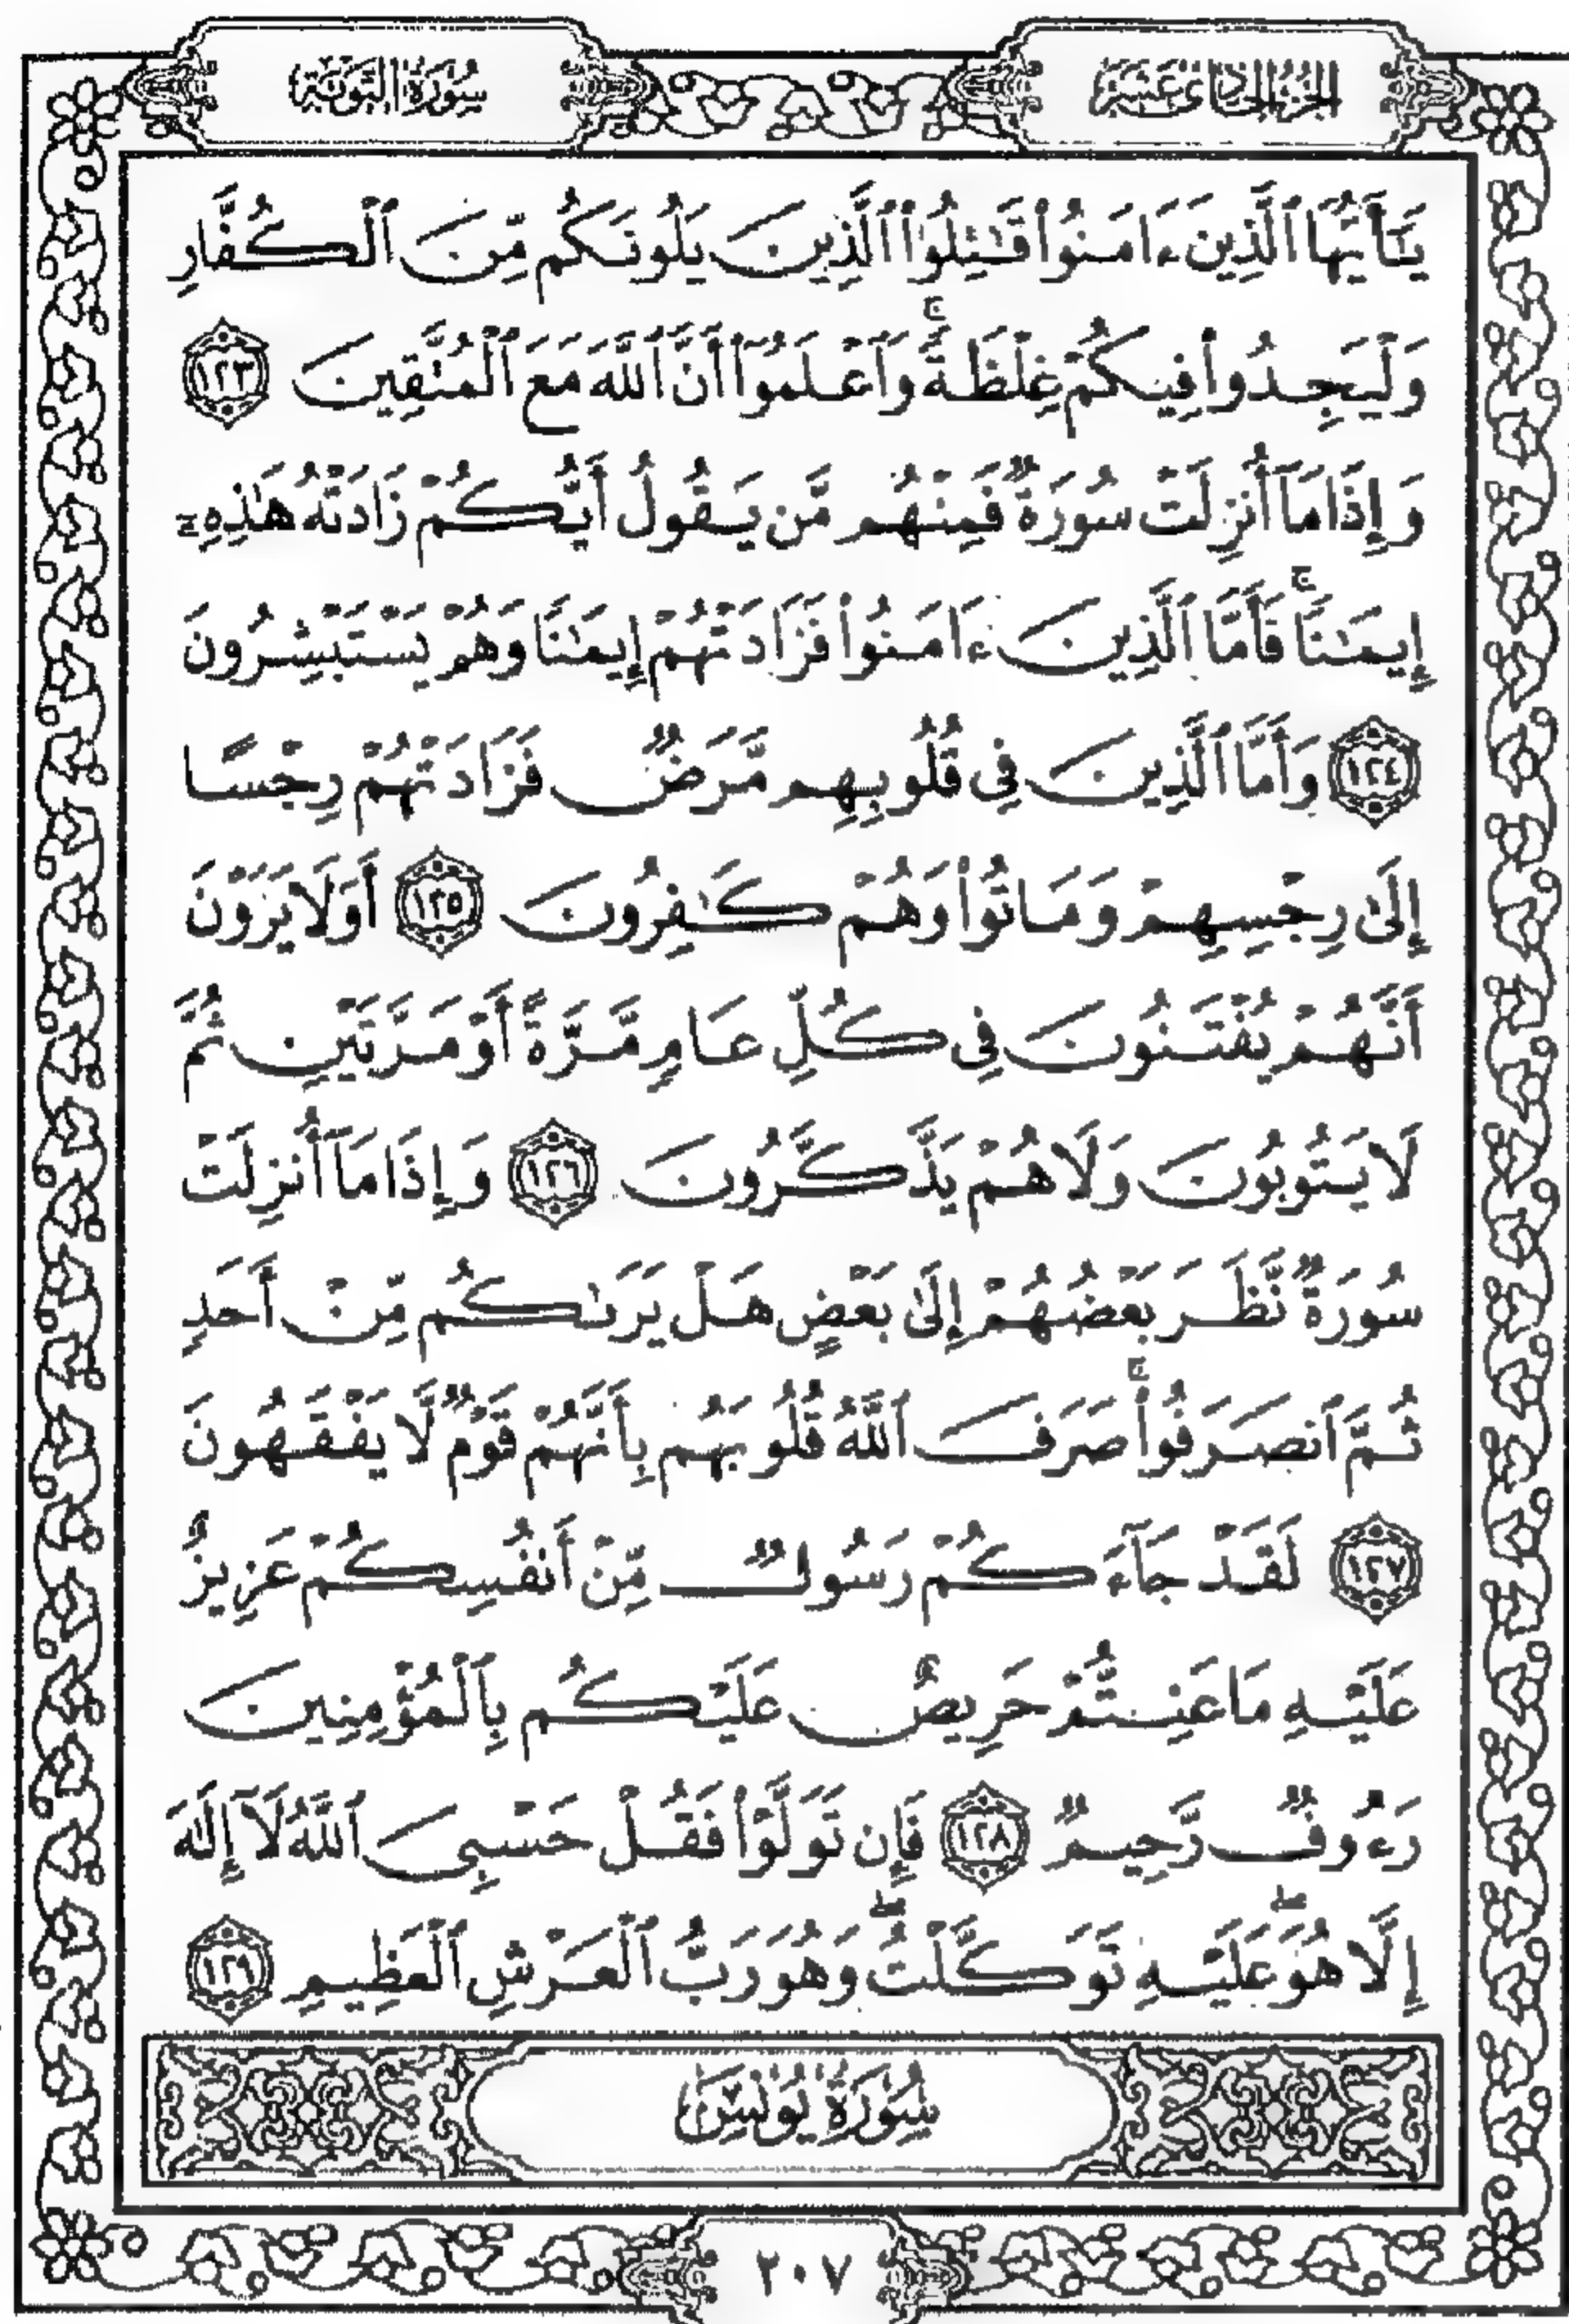 الجزء الحادي عشر
سورة التوبة
يَٰٓأَيُّهَا ٱلَّذِينَ ءَامَنُوا۟ قَٰتِلُوا۟ ٱلَّذِينَ يَلُونَكُم مِّنَ ٱلْكُفَّارِ
وَلْيَجِدُوا۟ فِيكُمْ غِلْظَةً ۚ وَٱعْلَمُوٓا۟ أَنَّ ٱللَّهَ مَعَ ٱلْمُتَّقِينَ ١٢٣
وَإِذَا مَآ أُنزِلَتْ سُورَةٌ فَمِنْهُم مَّن يَقُولُ أَيُّكُمْ زَادَتْهُ هَٰذِهِۦٓ
إِيمَٰنًا ۚ فَأَمَّا ٱلَّذِينَ ءَامَنُوا۟ فَزَادَتْهُمْ إِيمَٰنًا وَهُمْ يَسْتَبْشِرُونَ
١٢٤ وَأَمَّا ٱلَّذِينَ فِى قُلُوبِهِم مَّرَضٌ فَزَادَتْهُمْ رِجْسًا
إِلَىٰ رِجْسِهِمْ وَمَاتُوا۟ وَهُمْ كَٰفِرُونَ ١٢٥ أَوَلَا يَرَوْنَ
أَنَّهُمْ يُفْتَنُونَ فِى كُلِّ عَامٍ مَّرَّةً أَوْ مَرَّتَيْنِ ثُمَّ
لَا يَتُوبُونَ وَلَا هُمْ يَذَّكَّرُونَ ١٢٦ وَإِذَا مَآ أُنزِلَتْ
سُورَةٌ نَّظَرَ بَعْضُهُمْ إِلَىٰ بَعْضٍ هَلْ يَرَىٰكُم مِّنْ أَحَدٍ
ثُمَّ ٱنصَرَفُوا۟ ۚ صَرَفَ ٱللَّهُ قُلُوبَهُم بِأَنَّهُمْ قَوْمٌ لَّا يَفْقَهُونَ
١٢٧ لَقَدْ جَآءَكُمْ رَسُولٌ مِّنْ أَنفُسِكُمْ عَزِيزٌ
عَلَيْهِ مَا عَنِتُّمْ حَرِيصٌ عَلَيْكُم بِٱلْمُؤْمِنِينَ
رَءُوفٌ رَّحِيمٌ ١٢٨ فَإِن تَوَلَّوْا۟ فَقُلْ حَسْبِىَ ٱللَّهُ لَآ إِلَٰهَ
إِلَّا هُوَ ۖ عَلَيْهِ تَوَكَّلْتُ ۖ وَهُوَ رَبُّ ٱلْعَرْشِ ٱلْعَظِيمِ ١٢٩
سُورَةُ يُونُسَ
٢٠٧